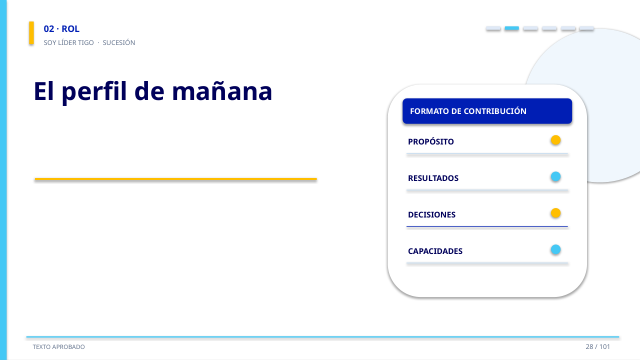 02 · ROL
SOY LÍDER TIGO · SUCESIÓN
El perfil de mañana
FORMATO DE CONTRIBUCIÓN
PROPÓSITO
RESULTADOS
DECISIONES
CAPACIDADES
TEXTO APROBADO
28 / 101